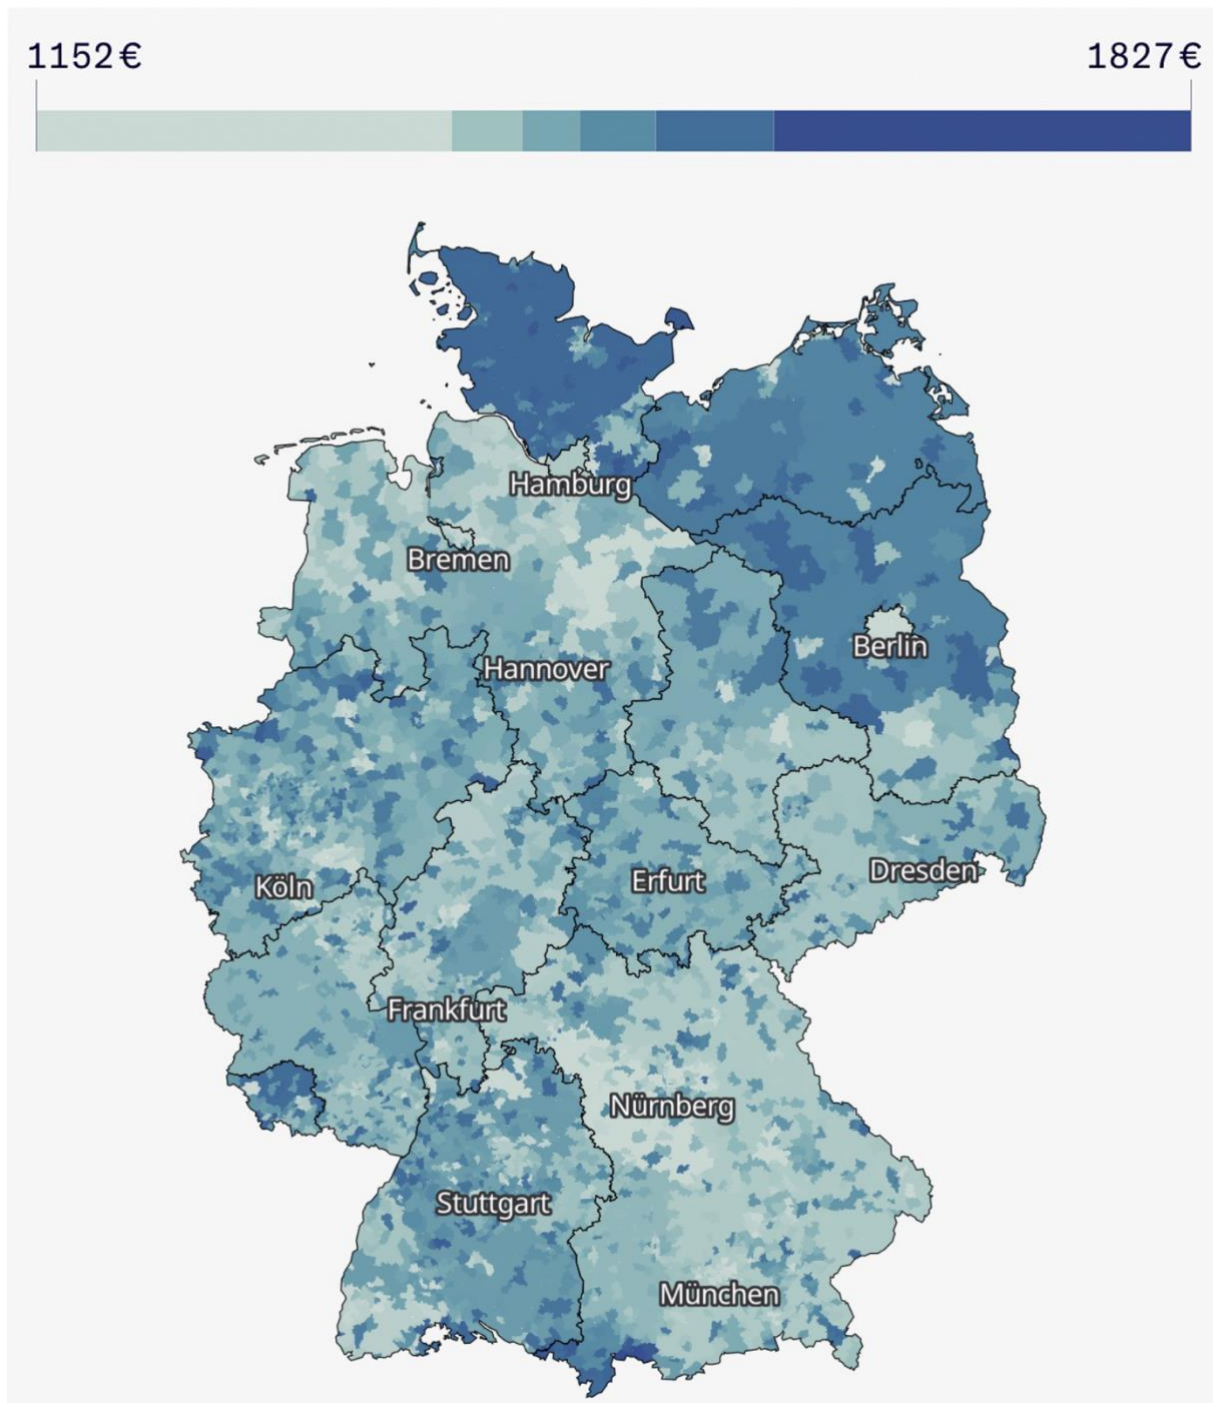 1152 €
1827 €
Hamburg
Bremen
Berlin
Hannover
Dresden
Erfurt
Köln
Frankfurt
Nürnberg
Stuttgart
München